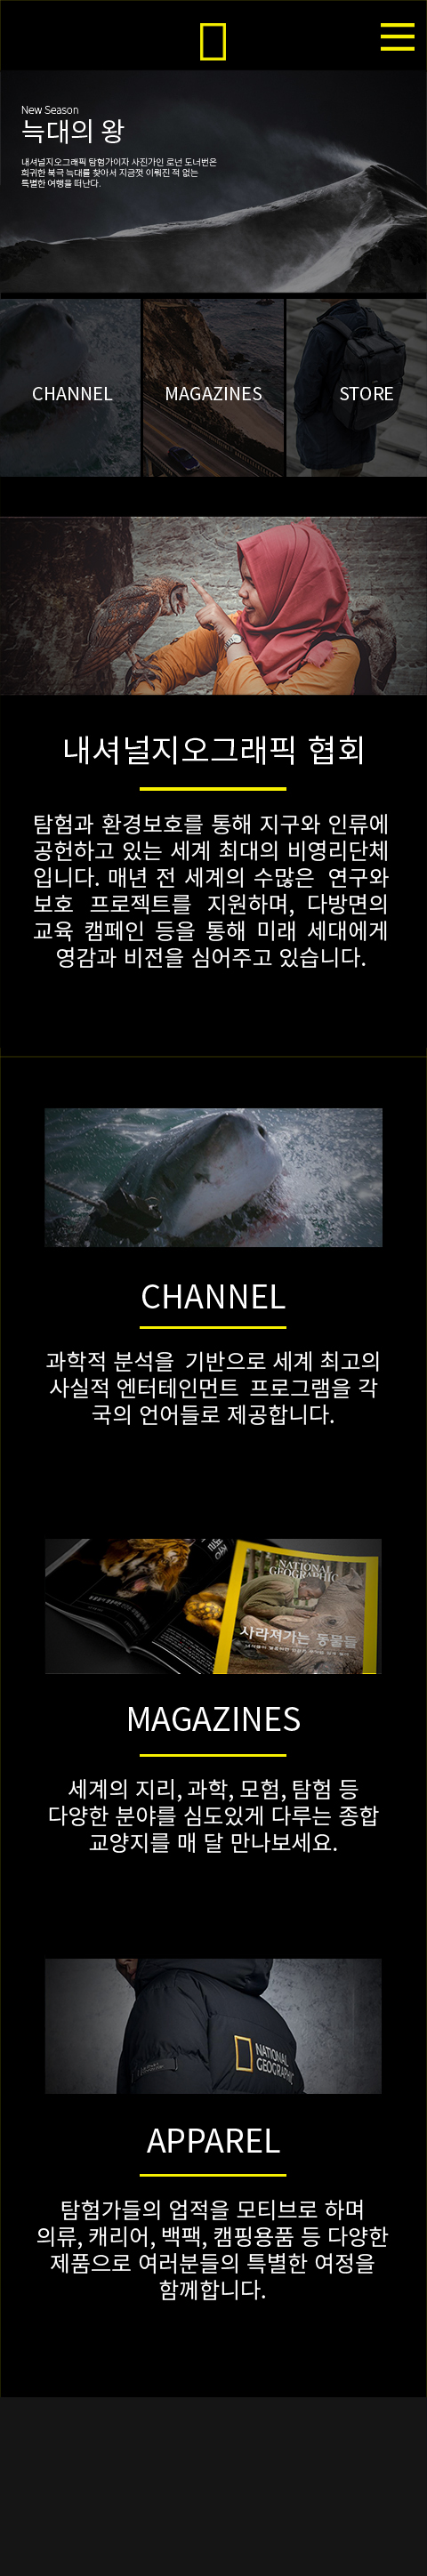 New Season
늑대의 왕
내셔널지오그래픽 탐험가이자 사진가인 로넌 도너번은
희귀한 북극 늑대를 찾아서 지금껏 이뤄진 적 없는
특별한 여행을 떠난다.
CHANNEL
MAGAZINES
STORE
내셔널지오그래픽 협회
탐험과 환경보호를 통해 지구와 인류에
공헌하고 있는 세계 최대의 비영리단체
입니다. 매년 전 세계의 수많은 연구와
보호 프로젝트를 지원하며, 다방면의
교육 캠페인 등을 통해 미래 세대에게
영감과 비전을 심어주고 있습니다.
CHANNEL
과학적 분석을 기반으로 세계 최고의
사실적 엔터테인먼트 프로그램을 각
국의 언어들로 제공합니다.
NATIONAL
GEOGRAPHIC
사라져가는 동물들
MAGAZINES
세계의 지리, 과학, 모험, 탐험 등
다양한 분야를 심도있게 다루는 종합
교양지를 매 달 만나보세요.
NATIONAL
GEOGRAPHIC
APPAREL
탐험가들의 업적을 모티브로 하며
의류, 캐리어, 백팩, 캠핑용품 등 다양한
제품으로 여러분들의 특별한 여정을
함께합니다.